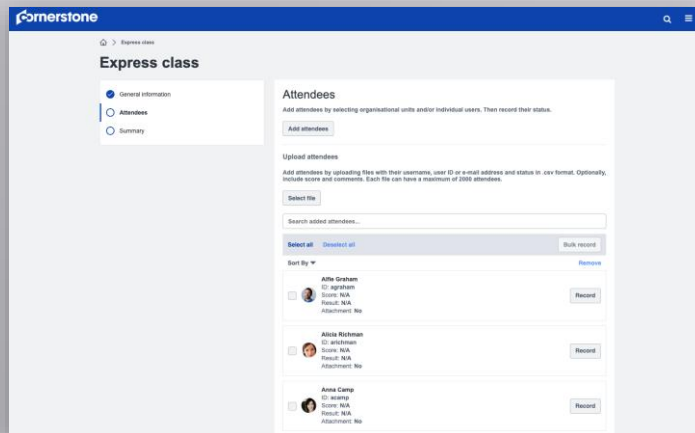 cornerstone
Express class
Express class
General information
Attendees
Summary
Attendees
Add attendees by selecting organisational units and/or individual users. Then record their status.
Add attendees
Upload attendees
Add attendees by uploading files with their username, user ID or e-mail address and status in .csv format. Optionally,
include score and comments. Each file can have a maximum of 2000 attendees.
Select file
Search added attendees...
Select all Deselect all Bulk record
Sort By Remove
Alfie Graham
ID: agraham
Score: N/A
Result: N/A
Attachment: No
Record
Alicia Richman
ID: arichman
Score: N/A
Result: N/A
Attachment: No
Record
Anna Camp
ID: acamp
Score: N/A
Result: N/A
Attachment: No
Record